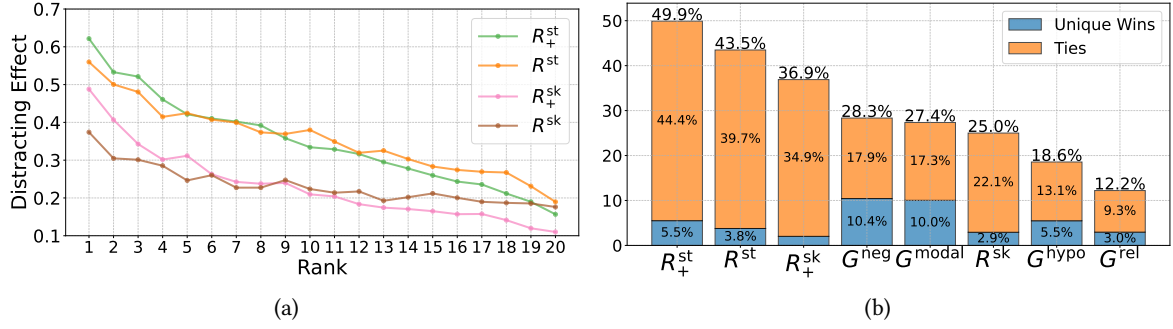 0.7
0.6
0.5
0.4
0.3
0.2
0.1
Distracting Effect
R₊ˢᵗ
Rˢᵗ
R₊ˢᵏ
Rˢᵏ
1 2 3 4 5 6 7 8 9 10 11 12 13 14 15 16 17 18 19 20
Rank
(a)
Unique Wins
Ties
50
40
30
20
10
0
49.9% 43.5% 36.9% 28.3% 27.4% 25.0% 18.6% 12.2%
44.4% 39.7% 34.9% 17.9% 17.3% 22.1% 13.1% 9.3%
5.5% 3.8% 10.4% 10.0% 2.9% 5.5% 3.0%
R₊ˢᵗ Rˢᵗ R₊ˢᵏ Gⁿᵉᵍ Gᵐᵒᵈᵃˡ Rˢᵏ Gʰʸᵖᵒ Gʳᵉˡ
(b)